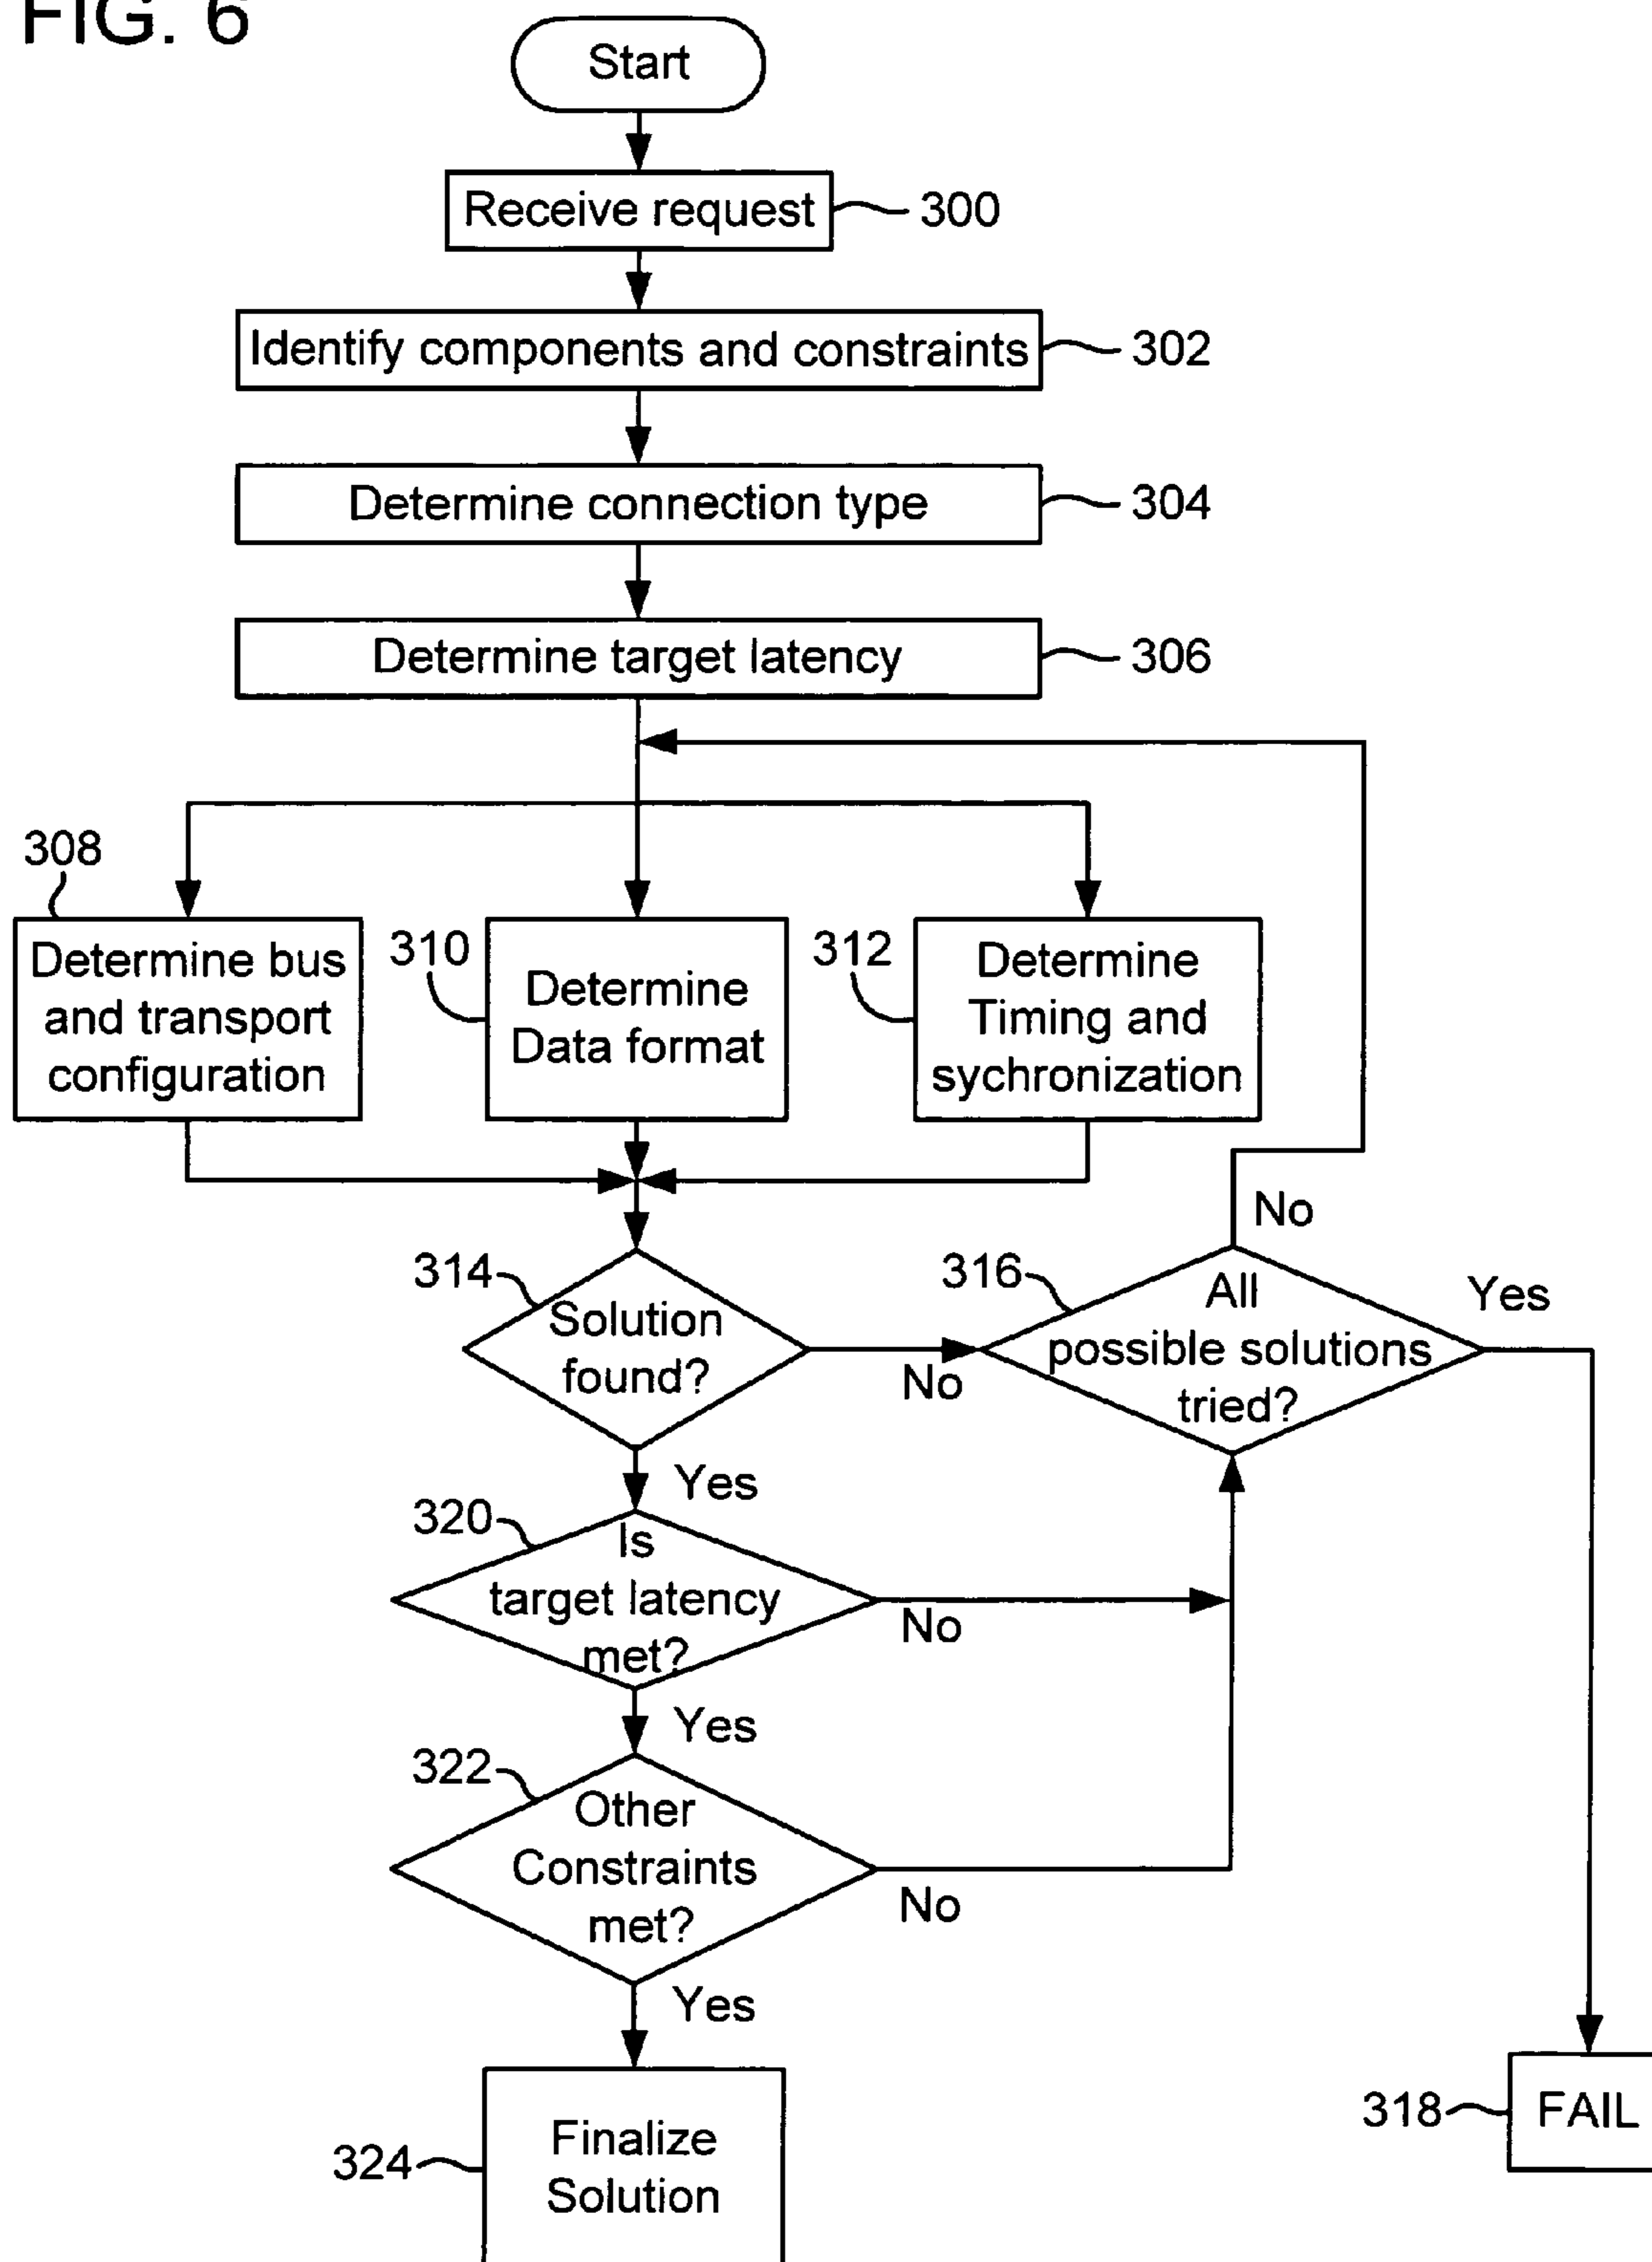 FIG. 6
Start
Receive request
300
Identify components and constraints
302
Determine connection type
304
Determine target latency
306
308
Determine bus
and transport
configuration
310
Determine
Data format
312
Determine
Timing and
sychronization
No
314
Solution
found?
No
316
All
possible solutions
tried?
Yes
Yes
320
Is
target latency
met?
No
Yes
322
Other
Constraints
met?
No
Yes
324
Finalize
Solution
318
FAIL